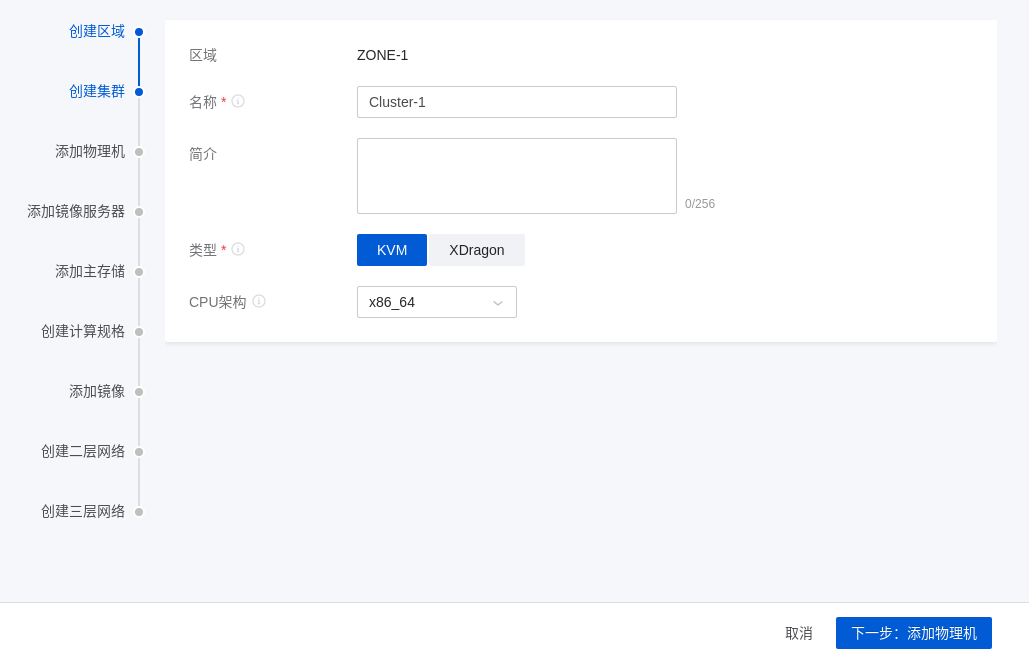 创建区域
创建集群
添加物理机
添加镜像服务器
添加主存储
创建计算规格
添加镜像
创建二层网络
创建三层网络
区域 ZONE-1
名称 * Cluster-1
简介
0/256
类型 * KVM XDragon
CPU架构 x86_64
取消 下一步：添加物理机